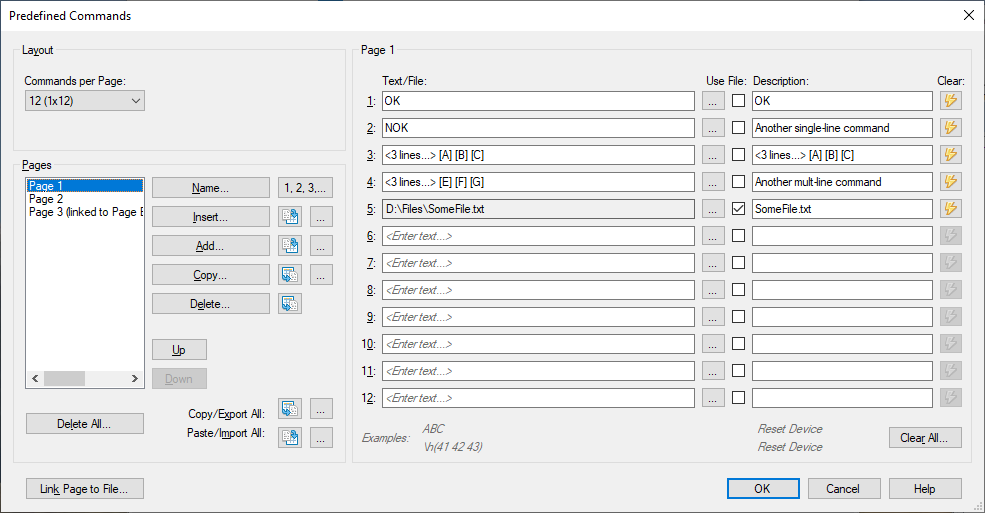 Predefined Commands
Layout
Commands per Page:
12 (1x12)
Pages
Page 1
Page 2
Page 3 (linked to Page E
Name...
1, 2, 3,...
Insert...
...
Add...
...
Copy...
...
Delete...
Up
Down
Delete All...
Copy/Export All:
...
Paste/Import All:
...
Link Page to File...
Page 1
Text/File: Use File: Description: Clear:
1: OK ... OK
2: NOK ... Another single-line command
3: <3 lines...> [A] [B] [C] ... <3 lines...> [A] [B] [C]
4: <3 lines...> [E] [F] [G] ... Another mult-line command
5: D:\Files\SomeFile.txt ... SomeFile.txt
6: <Enter text...> ...
7: <Enter text...> ...
8: <Enter text...> ...
9: <Enter text...> ...
10: <Enter text...> ...
11: <Enter text...> ...
12: <Enter text...> ...
Examples: ABC Reset Device
\h(41 42 43) Reset Device
Clear All...
OK Cancel Help